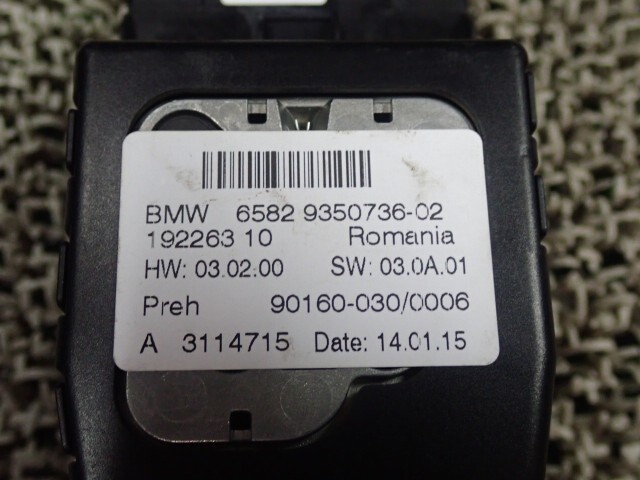 BMW 6582 9350736-02
192263 10 Romania
HW: 03.02.00 SW: 03.0A.01
Preh 90160-030/0006
A 3114715 Date: 14.01.15